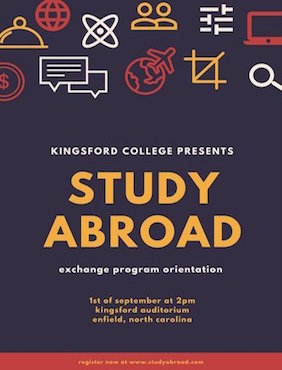 KINGSFORD COLLEGE PRESENTS
STUDY
ABROAD
exchange program orientation
1st of september at 2pm
kingsford auditorium
enfield, north carolina
register now at www.studyabroad.com